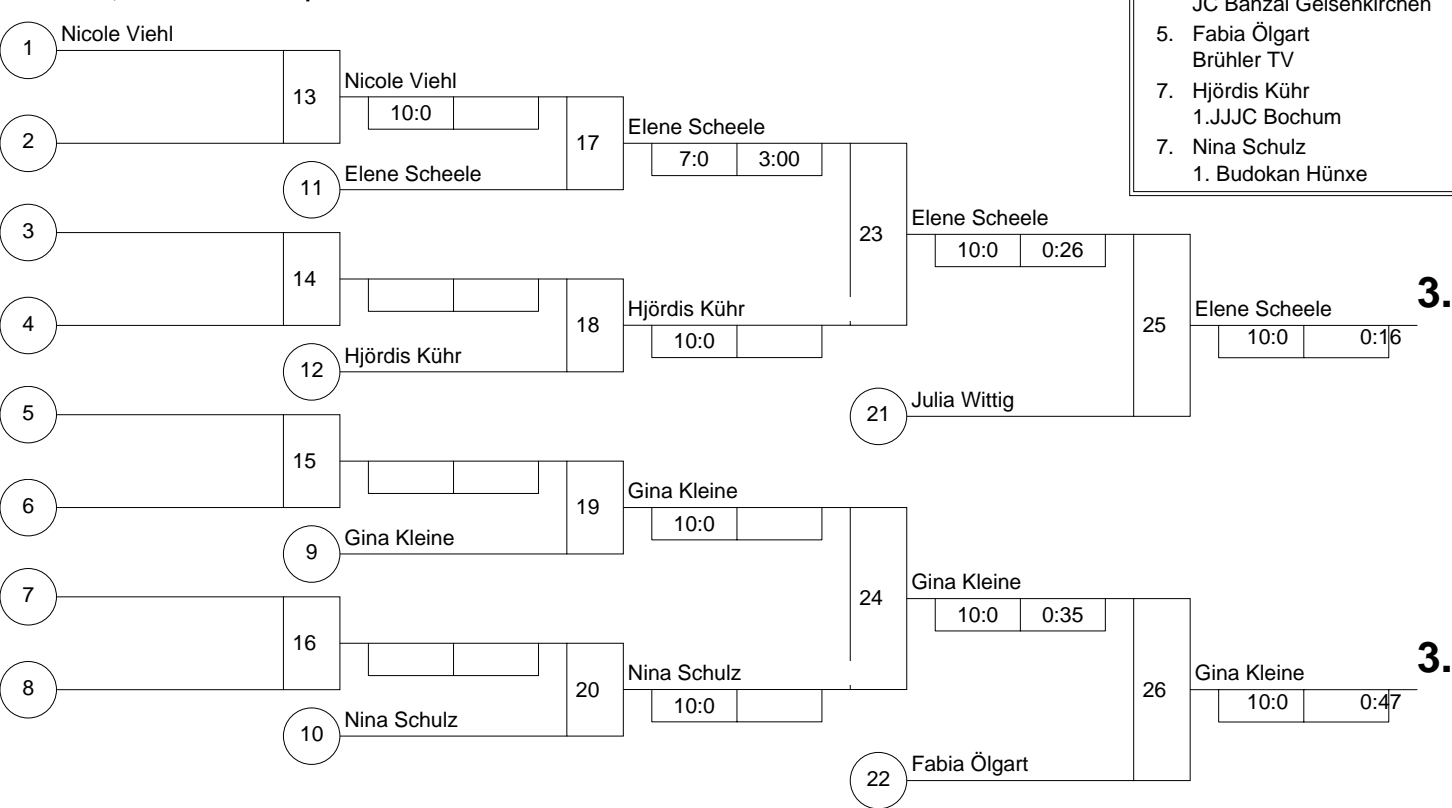 JC Banzai Gelsenkirchen
5. Fabia Ölgart
Brühler TV
7. Hjördis Kühr
1.JJJC Bochum
7. Nina Schulz
1. Budokan Hünxe
1
Nicole Viehl
13
Nicole Viehl
10:0
2
17
Elene Scheele
7:0 3:00
11
Elene Scheele
3
23
Elene Scheele
10:0 0:26
14
4
18
Hjördis Kühr
10:0
12
Hjördis Kühr
25
Elene Scheele
10:0 0:16
3.
5
21
Julia Wittig
15
6
19
Gina Kleine
10:0
9
Gina Kleine
7
24
Gina Kleine
10:0 0:35
16
8
20
Nina Schulz
10:0
10
Nina Schulz
26
Gina Kleine
10:0 0:47
3.
22
Fabia Ölgart